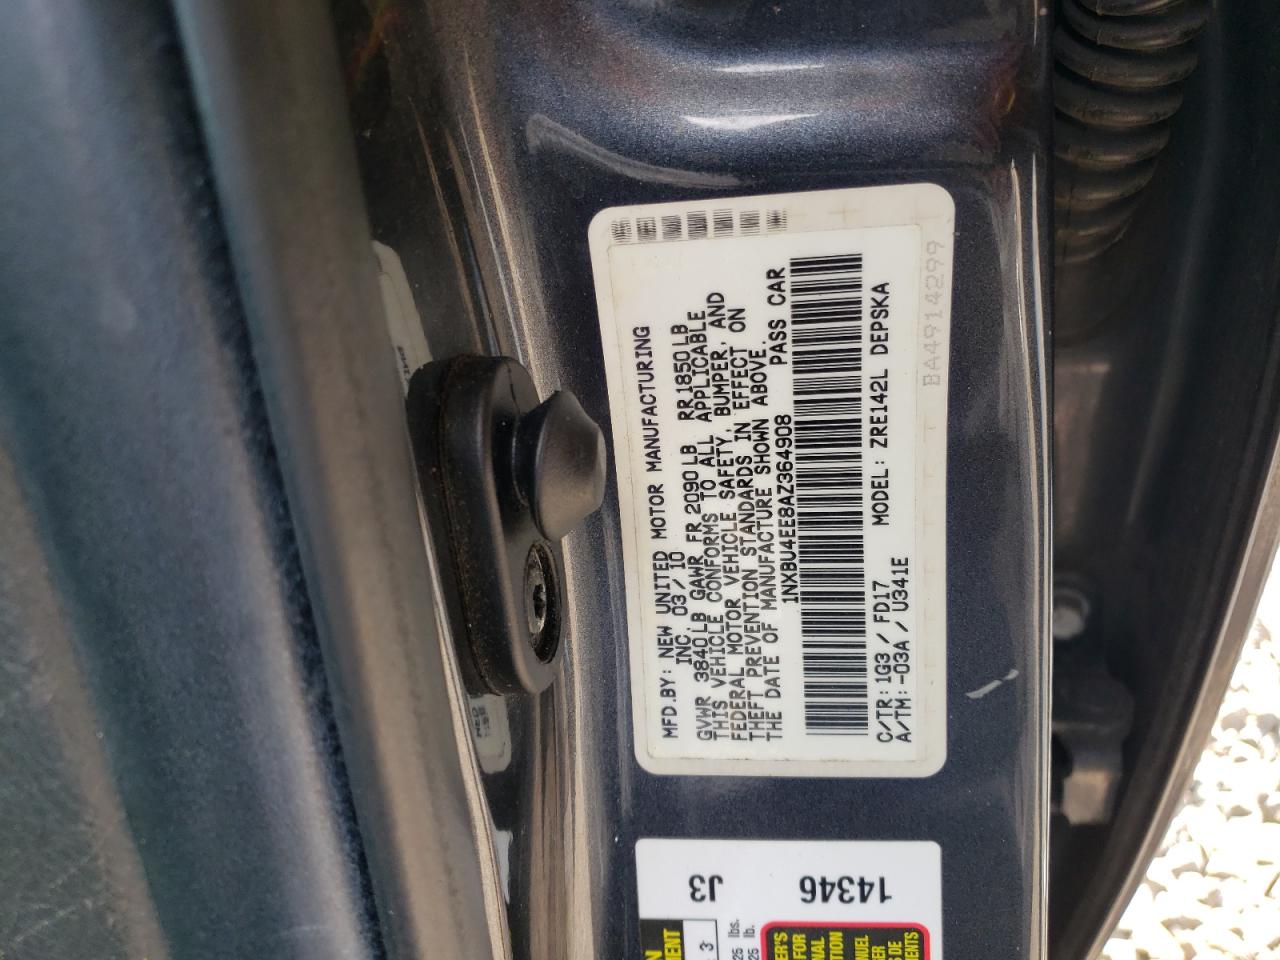 MFD.BY: NEW UNITED MOTOR MANUFACTURING
INC. 03/10
GVWR 3840LB GAWR FR 2090LB RR1850LB
THIS VEHICLE CONFORMS TO ALL APPLICABLE
FEDERAL MOTOR VEHICLE SAFETY, BUMPER, AND
THEFT PREVENTION STANDARDS IN EFFECT ON
THE DATE OF MANUFACTURE SHOWN ABOVE.
1NXBU4EE8AZ364908 PASS CAR
C/TR: 1G3 / FD17 MODEL: ZRE142L DEPSKA
A/TM: -03A / U341E
BA4914299
J3
14346